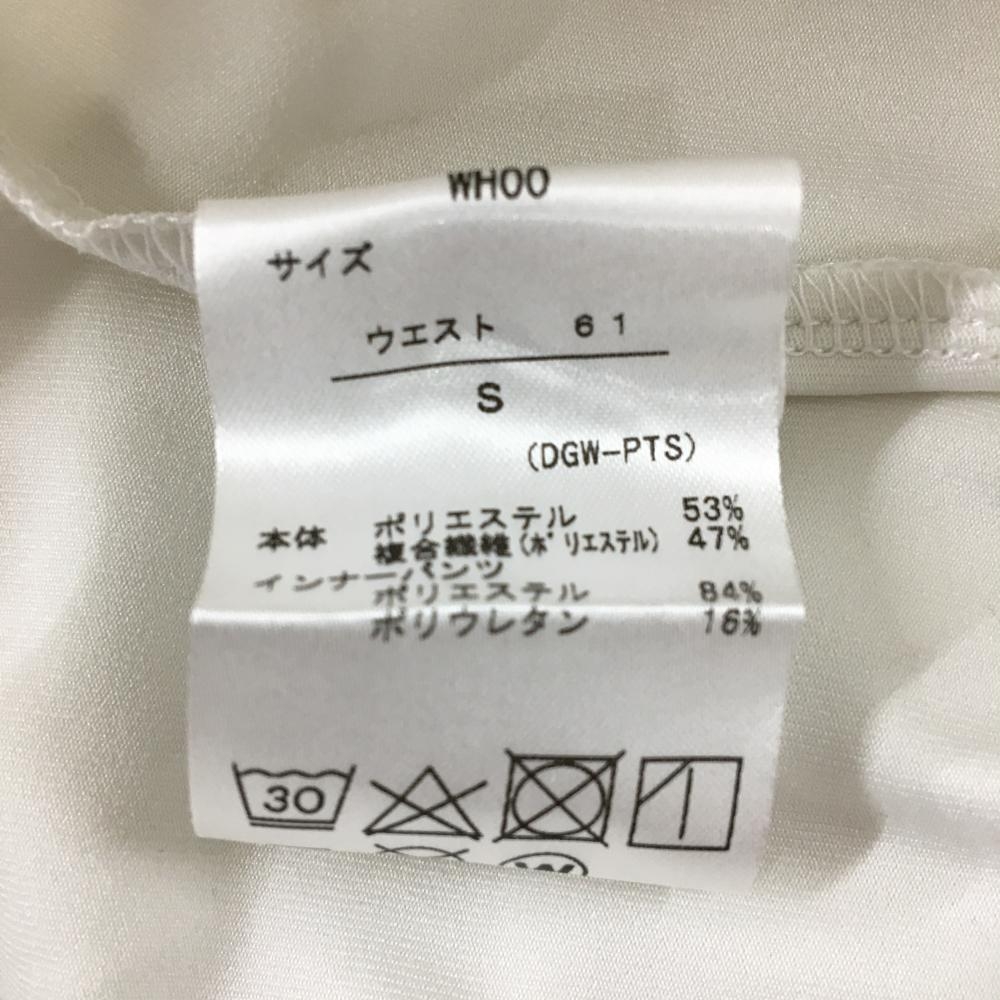 WH00
サイズ
ウエスト 61
S
(DGW-PTS)
本体 ポリエステル 53%
複合繊維(ポリエステル) 47%
インナーパンツ
ポリエステル 84%
ポリウレタン 16%
30
W